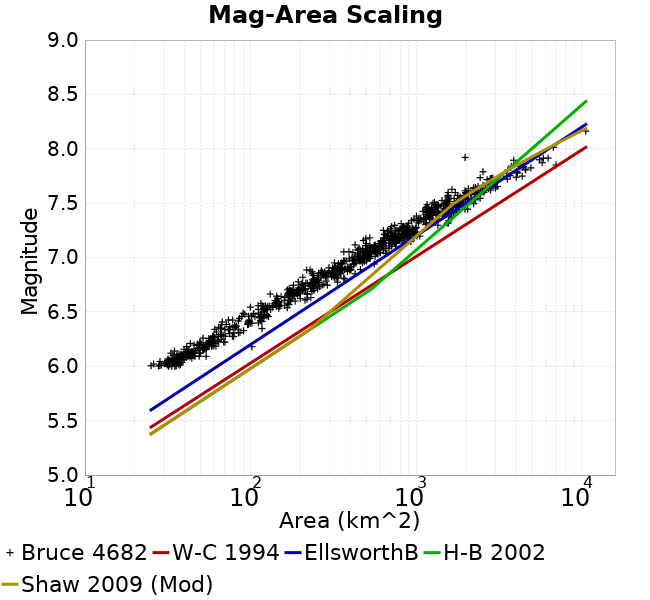 Mag-Area Scaling
9.0
8.5
8.0
7.5
7.0
6.5
6.0
5.5
5.0
Magnitude
10^1 10^2 10^3 10^4
Area (km^2)
Bruce 4682 W-C 1994 EllsworthB H-B 2002
Shaw 2009 (Mod)